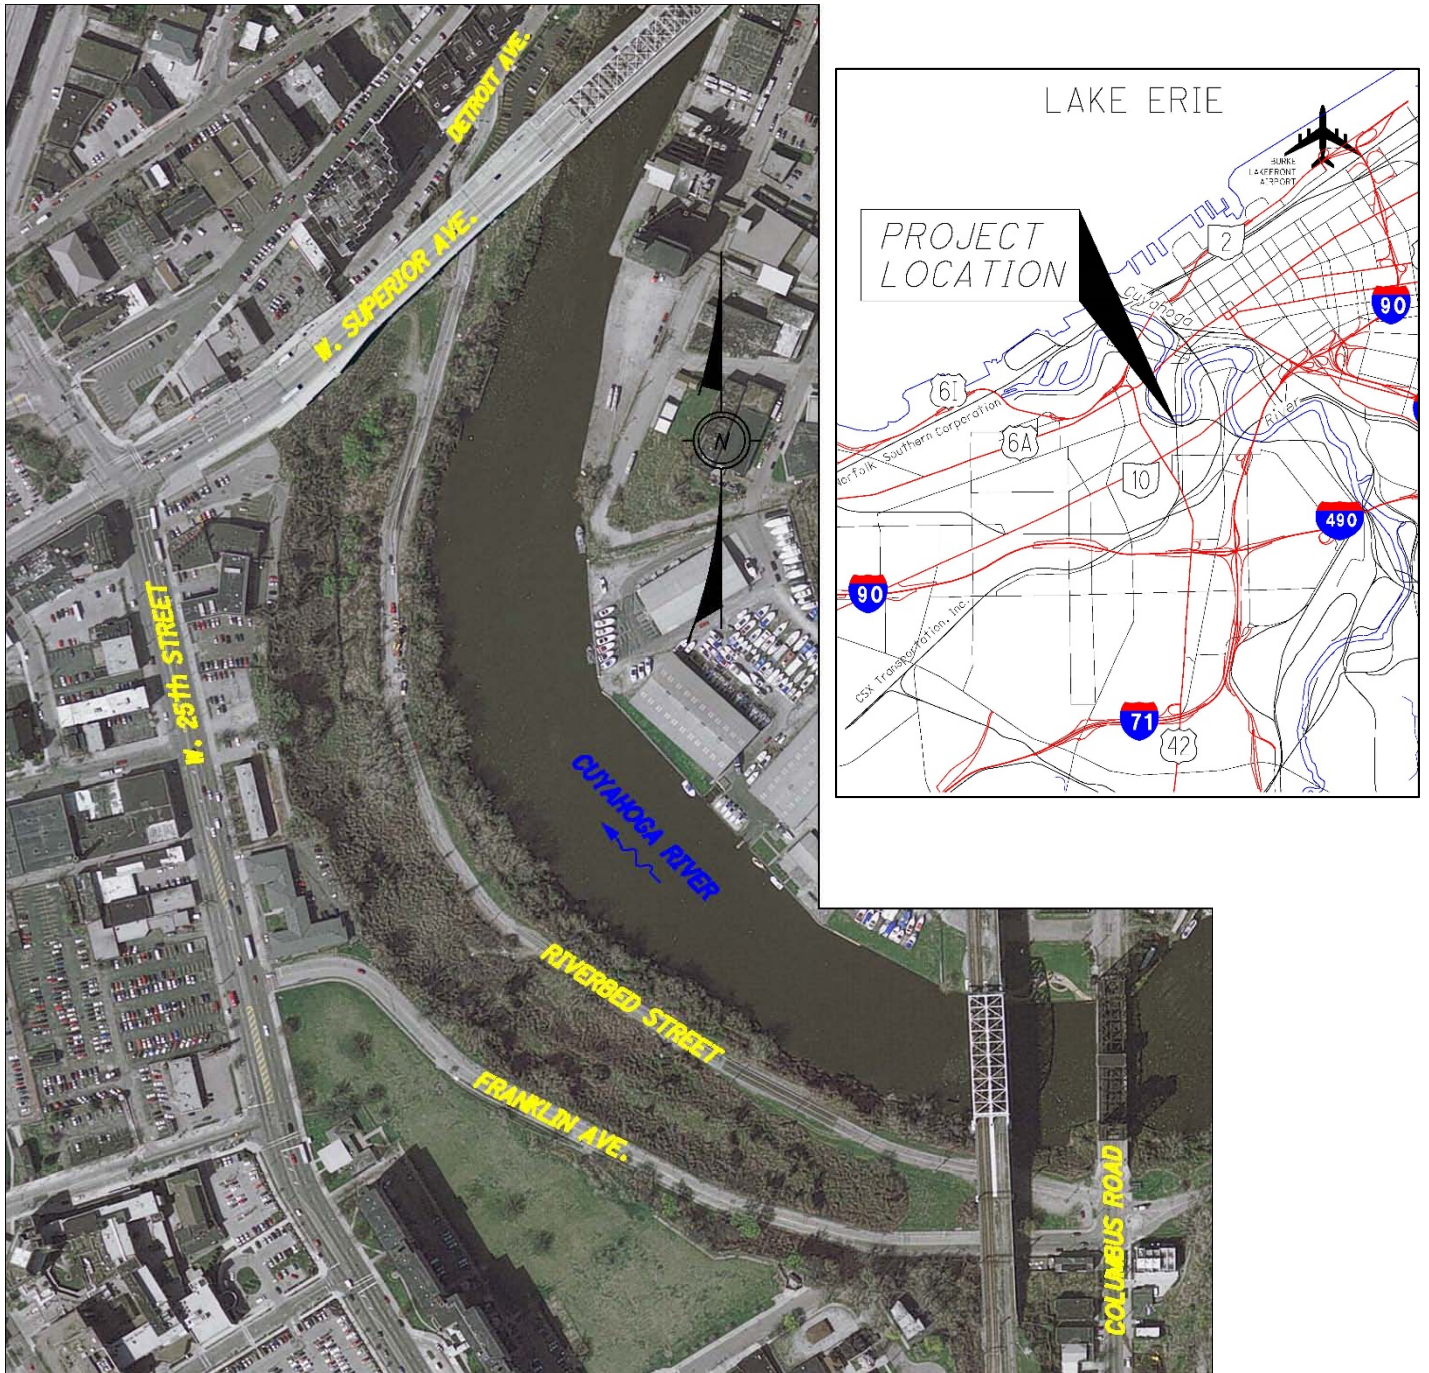 DETROIT AVE.
W. SUPERIOR AVE.
W. 25th STREET
N
CUYAHOGA RIVER
RIVERBED STREET
FRANKLIN AVE.
COLUMBUS ROAD
LAKE ERIE
BURKE
LAKEFRONT
AIRPORT
PROJECT
LOCATION
2
Cuyahoga
90
6I
6A
Norfolk Southern Corporation
River
10
490
90
CSX Transportation, Inc.
71
42